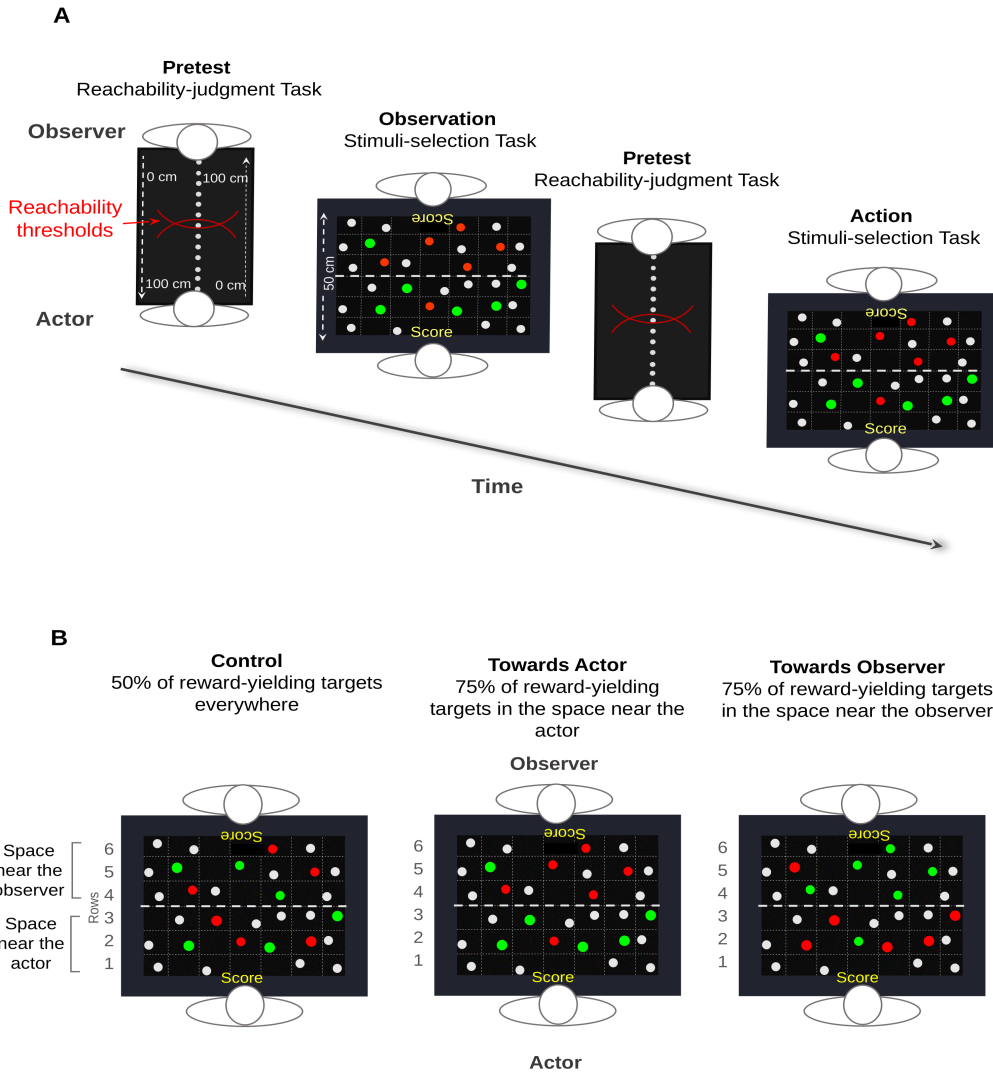 A
Pretest
Reachability-judgment Task
Observer
Observation
Stimuli-selection Task
Pretest
Reachability-judgment Task
0 cm
100 cm
Reachability
thresholds
Score
Action
Stimuli-selection Task
50 cm
100 cm
0 cm
Actor
Score
Score
Score
Time
B
Control
50% of reward-yielding targets
everywhere
Towards Actor
75% of reward-yielding
targets in the space near the
actor
Towards Observer
75% of reward-yielding targets
in the space near the observer
Observer
Score
Score
Score
Space
near the
observer
Space
near the
actor
Rows
6
5
4
3
2
1
6
5
4
3
2
1
6
5
4
3
2
1
Score
Score
Score
Actor